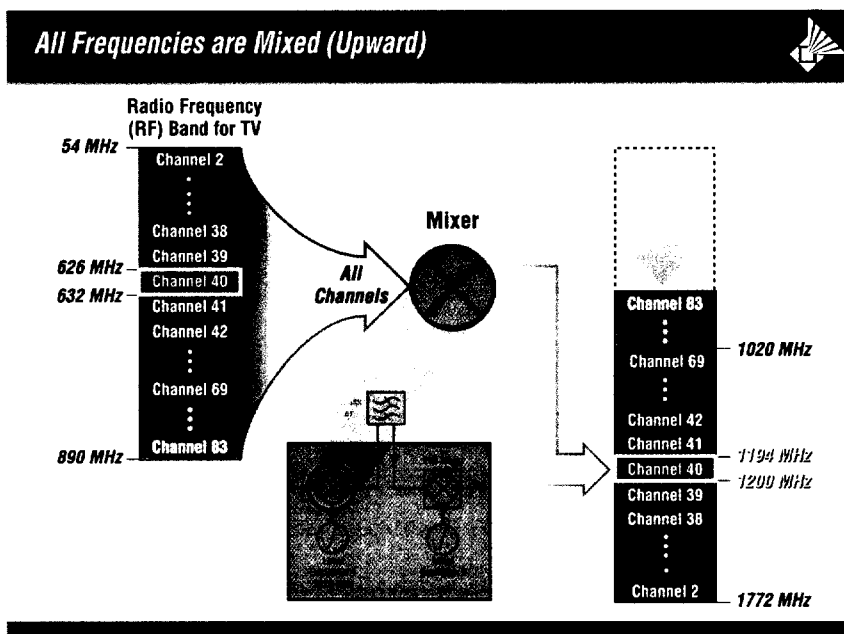 All Frequencies are Mixed (Upward)
Radio Frequency
(RF) Band for TV
54 MHz
Channel 2
Channel 38
Channel 39
626 MHz
Channel 40
632 MHz
Channel 41
Channel 42
Channel 69
Channel 83
890 MHz
All
Channels
Mixer
Channel 83
1020 MHz
Channel 69
Channel 42
Channel 41
1194 MHz
Channel 40
1200 MHz
Channel 39
Channel 38
Channel 2
1772 MHz